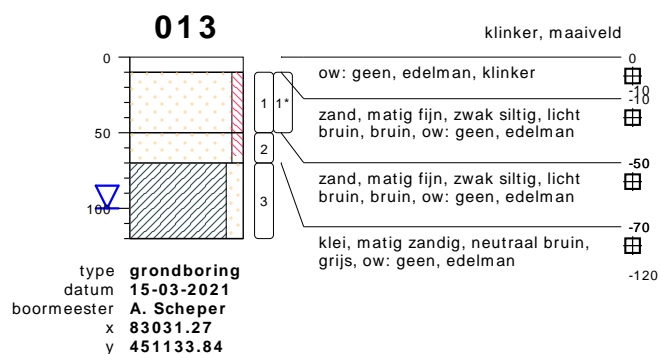 013
klinker, maaiveld
0
0
ow: geen, edelman, klinker
-10
-10
1
1*
zand, matig fijn, zwak siltig, licht
bruin, bruin, ow: geen, edelman
50
-50
2
zand, matig fijn, zwak siltig, licht
bruin, bruin, ow: geen, edelman
3
100
-70
klei, matig zandig, neutraal bruin,
grijs, ow: geen, edelman
-120
type grondboring
datum 15-03-2021
boormeester A. Scheper
x 83031.27
y 451133.84